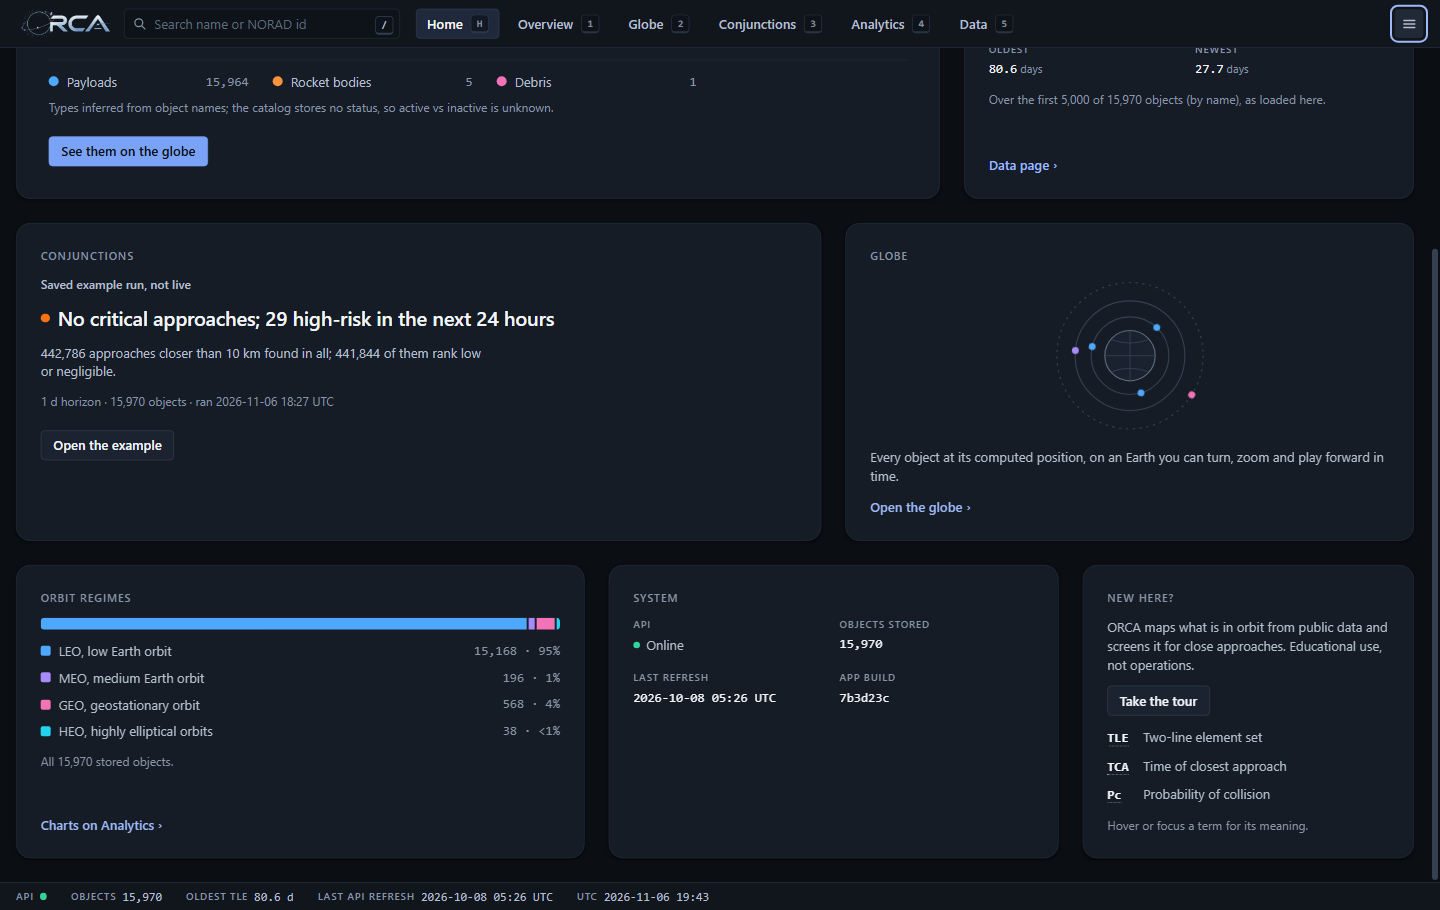 ORCA
Search name or NORAD id /
Home H
Overview 1
Globe 2
Conjunctions 3
Analytics 4
Data 5
Payloads 15,964
Rocket bodies 5
Debris 1
Types inferred from object names; the catalog stores no status, so active vs inactive is unknown.
See them on the globe
OLDEST
80.6 days
NEWEST
27.7 days
Over the first 5,000 of 15,970 objects (by name), as loaded here.
Data page ›
CONJUNCTIONS
Saved example run, not live
No critical approaches; 29 high-risk in the next 24 hours
442,786 approaches closer than 10 km found in all; 441,844 of them rank low
or negligible.
1 d horizon · 15,970 objects · ran 2026-11-06 18:27 UTC
Open the example
GLOBE
Every object at its computed position, on an Earth you can turn, zoom and play forward in
time.
Open the globe ›
ORBIT REGIMES
LEO, low Earth orbit 15,168 · 95%
MEO, medium Earth orbit 196 · 1%
GEO, geostationary orbit 568 · 4%
HEO, highly elliptical orbits 38 · <1%
All 15,970 stored objects.
Charts on Analytics ›
SYSTEM
API
Online
OBJECTS STORED
15,970
LAST REFRESH
2026-10-08 05:26 UTC
APP BUILD
7b3d23c
NEW HERE?
ORCA maps what is in orbit from public data and
screens it for close approaches. Educational use,
not operations.
Take the tour
TLE Two-line element set
TCA Time of closest approach
Pc Probability of collision
Hover or focus a term for its meaning.
API OBJECTS 15,970 OLDEST TLE 80.6 d LAST API REFRESH 2026-10-08 05:26 UTC UTC 2026-11-06 19:43